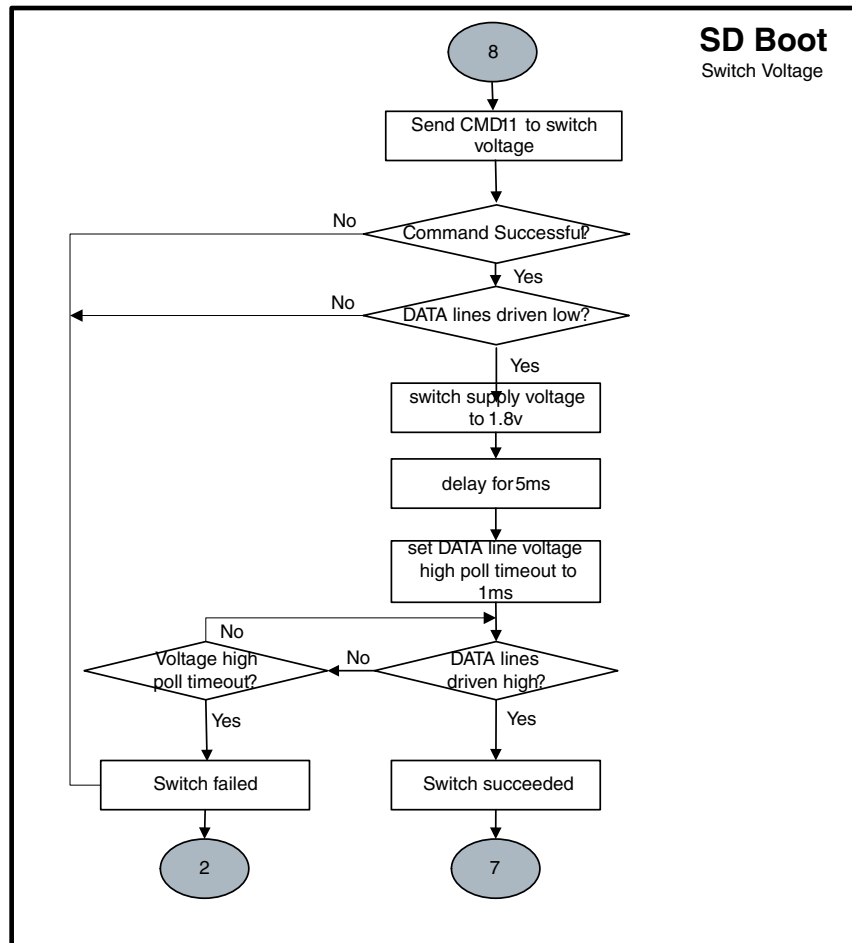 SD Boot
Switch Voltage
8
Send CMD11 to switch
voltage
No
Command Successful?
Yes
No
DATA lines driven low?
Yes
switch supply voltage
to 1.8v
delay for 5ms
set DATA line voltage
high poll timeout to
1ms
No
Voltage high
poll timeout?
No
DATA lines
driven high?
Yes
Yes
Switch failed
Switch succeeded
2
7